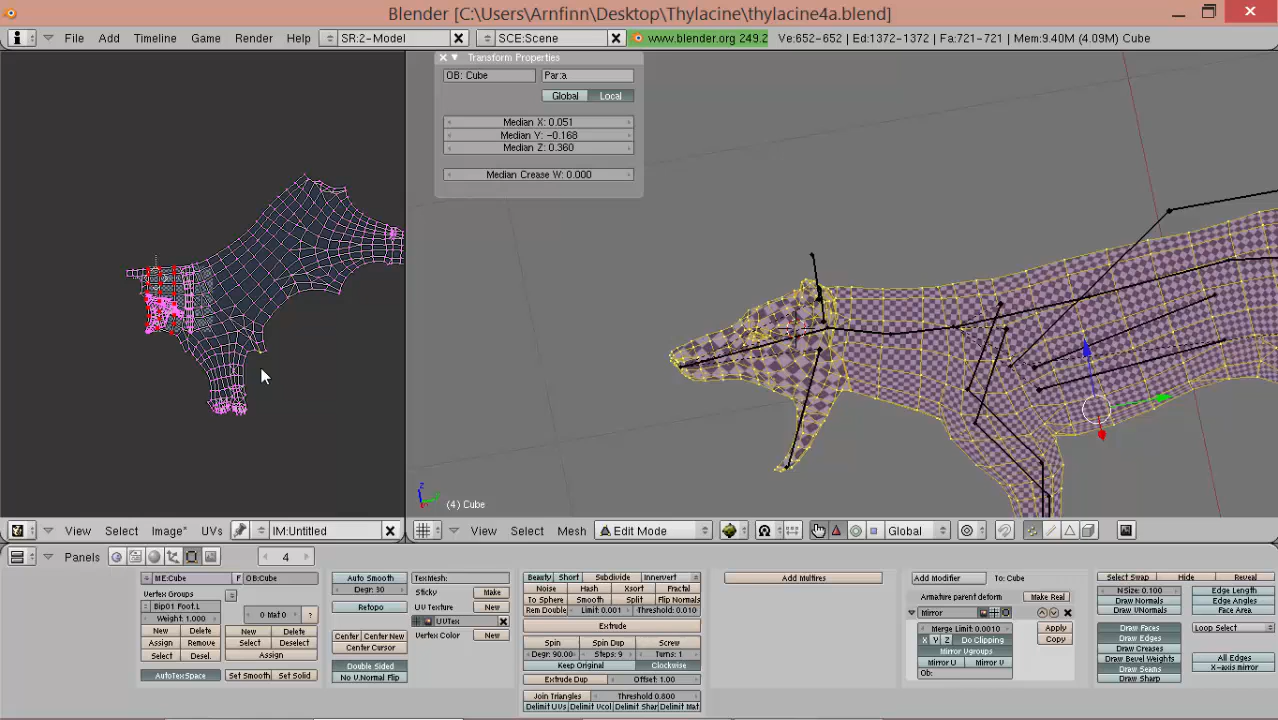 Blender [C:\Users\Arnfinn\Desktop\Thylacine\thylacine4a.blend]
File Add Timeline Game Render Help SR:2-Model SCE:Scene www.blender.org 249.2 Ve:652-652 | Ed:1372-1372 | Fa:721-721 | Mem:9.40M (4.09M) Cube
Transform Properties
OB: Cube Par:a
Global Local
Median X: 0.051
Median Y: -0.168
Median Z: 0.360
Median Crease W: 0.000
z
(4) Cube
View Select Image* UVs IM:Untitled View Select Mesh Edit Mode Global
Panels 4
ME:Cube F OB:Cube
Vertex Groups
Bip01 Foot.L
Weight: 1.000
0 Mat 0 ?
New Delete New Delete
Assign Remove Select Deselect
Select Desel. Assign
AutoTexSpace Set Smooth Set Solid
Auto Smooth
Degr: 30
Retopo
Center Center New
Center Cursor
Double Sided
No V.Normal Flip
TexMesh:
Sticky Make
UV Texture New
UVTex
Vertex Color New
Beauty Short Subdivide Innervert
Noise Hash Xsort Fractal
To Sphere Smooth Split Flip Normals
Rem Double Limit: 0.001 Threshold: 0.010
Extrude
Spin Spin Dup Screw
Degr: 90.00 Steps: 9 Turns: 1
Keep Original Clockwise
Extrude Dup Offset: 1.00
Join Triangles Threshold 0.800
Delimit UVs Delimit Vcol Delimit Shar Delimit Mat
Add Multires
Add Modifier To: Cube
Armature parent deform Make Real
Mirror
Merge Limit: 0.0010 Apply
X Y Z Do Clipping Copy
Mirror Vgroups
Mirror U Mirror V
Ob:
Select Swap Hide Reveal
NSize: 0.100
Draw Normals
Draw VNormals
Draw Faces
Draw Edges
Draw Creases
Draw Bevel Weights
Draw Seams
Draw Sharp
Edge Length
Edge Angles
Face Area
Loop Select
All Edges
X-axis mirror